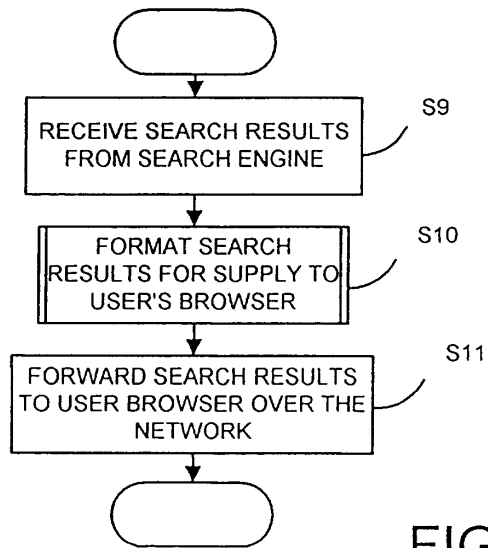 RECEIVE SEARCH RESULTS
FROM SEARCH ENGINE
S9
FORMAT SEARCH
RESULTS FOR SUPPLY TO
USER'S BROWSER
S10
FORWARD SEARCH RESULTS
TO USER BROWSER OVER THE
NETWORK
S11